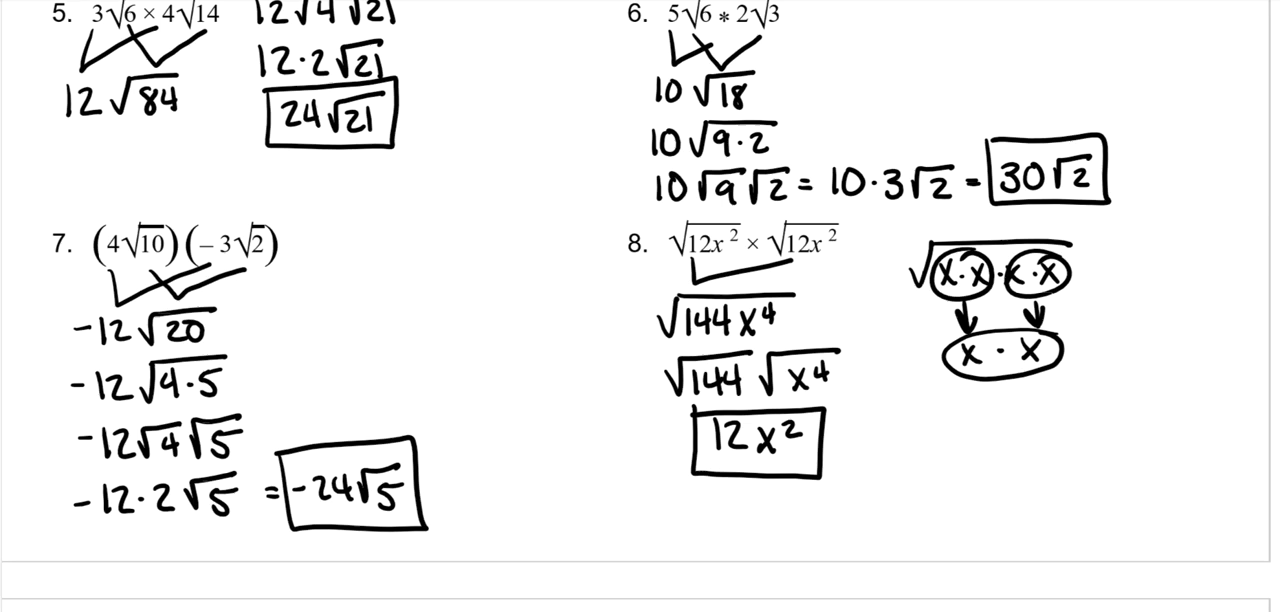 5. 3√6 × 4√14
12√4 √21
12·2√21
12√84
24√21
6. 5√6 * 2√3
10√18
10√9·2
10√9√2 = 10·3√2 = 30√2
7. (4√10)(−3√2)
-12√20
-12√4·5
-12√4√5
-12·2√5 = -24√5
8. √12x² × √12x²
√144x⁴
√144 √x⁴
12x²
√x·x·x·x
x · x